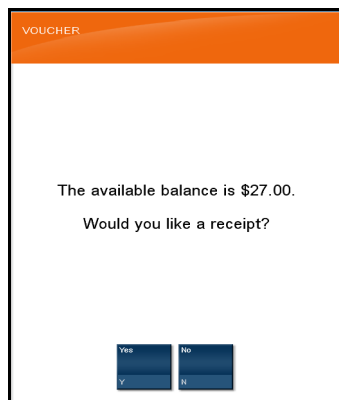 VOUCHER
The available balance is $27.00.
Would you like a receipt?
Yes No
Y N